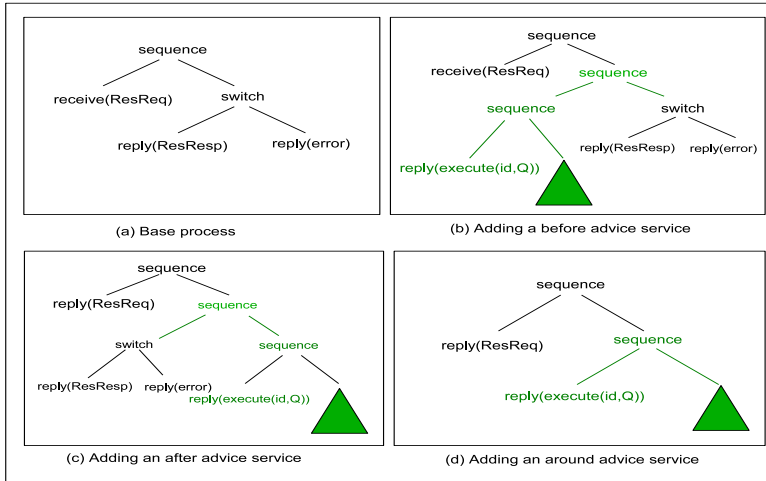 sequence
receive(ResReq)
switch
reply(ResResp)
reply(error)
(a) Base process
sequence
receive(ResReq)
sequence
sequence
switch
reply(execute(id,Q))
reply(ResResp)
reply(error)
(b) Adding a before advice service
sequence
reply(ResReq)
sequence
switch
sequence
reply(ResResp)
reply(error)
reply(execute(id,Q))
(c) Adding an after advice service
sequence
reply(ResReq)
sequence
reply(execute(id,Q))
(d) Adding an around advice service